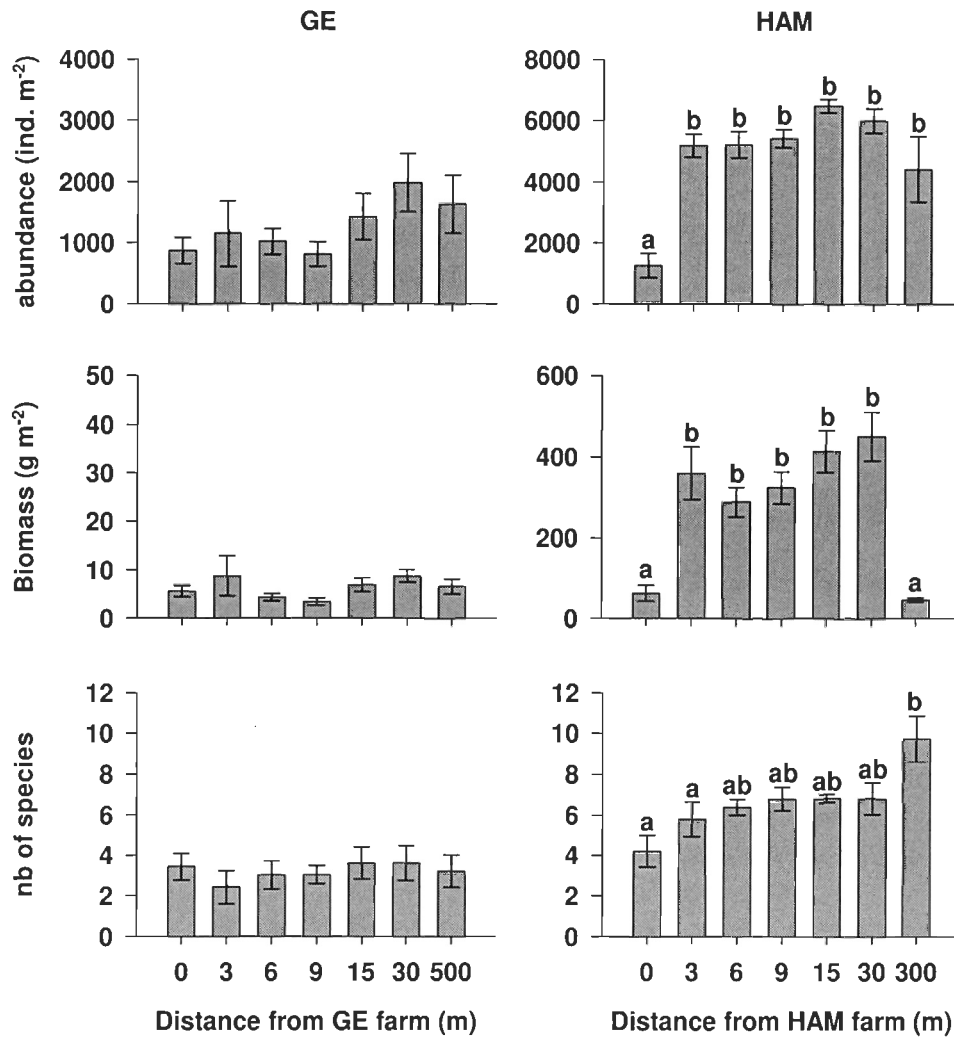 GE
HAM
abundance (ind. m-2)
4000
3000
2000
1000
0
8000
6000
4000
2000
0
a
b
b
b
b
b
b
Biomass (g m-2)
50
40
30
20
10
0
600
400
200
0
a
b
b
b
b
b
a
nb of species
12
10
8
6
4
2
0
12
10
8
6
4
2
0
a
a
ab
ab
ab
ab
b
0 3 6 9 15 30 500
0 3 6 9 15 30 300
Distance from GE farm (m)
Distance from HAM farm (m)